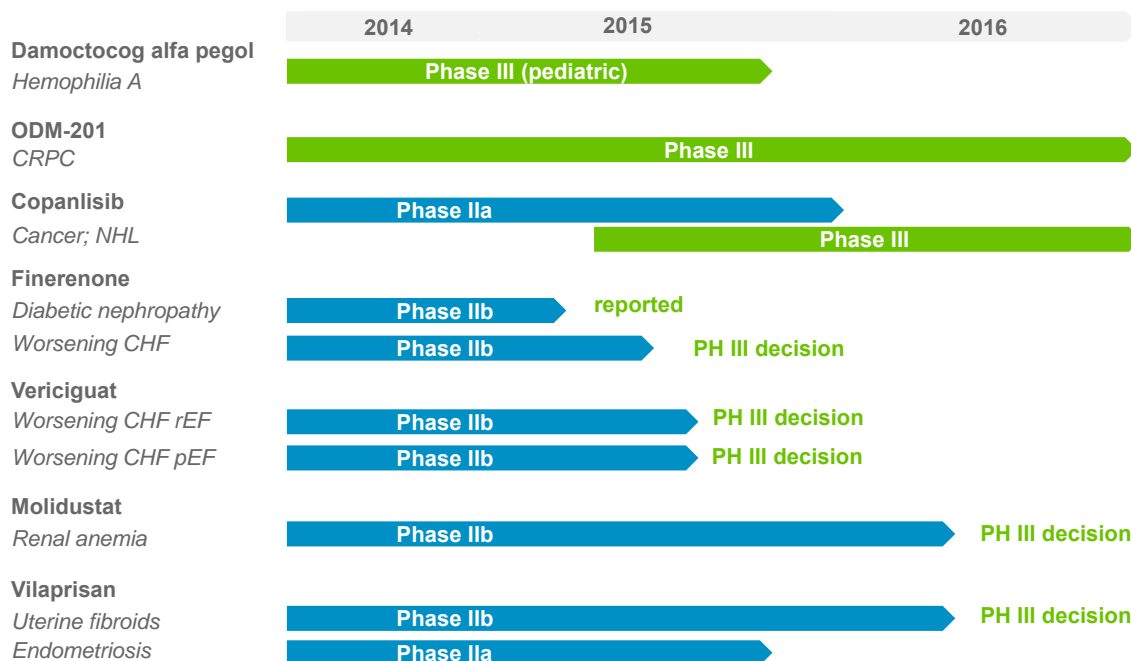 2014 2015 2016
Damoctocog alfa pegol
Hemophilia A
Phase III (pediatric)
ODM-201
CRPC
Phase III
Copanlisib
Phase IIa
Cancer; NHL
Phase III
Finerenone
Diabetic nephropathy
Phase IIb
reported
Worsening CHF
Phase IIb
PH III decision
Vericiguat
Worsening CHF rEF
Phase IIb
PH III decision
Worsening CHF pEF
Phase IIb
PH III decision
Molidustat
Renal anemia
Phase IIb
PH III decision
Vilaprisan
Uterine fibroids
Phase IIb
PH III decision
Endometriosis
Phase IIa